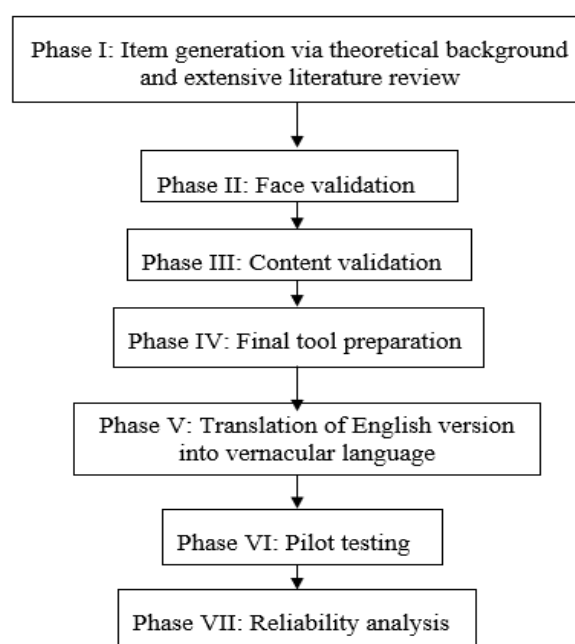 Phase I: Item generation via theoretical background
and extensive literature review
Phase II: Face validation
Phase III: Content validation
Phase IV: Final tool preparation
Phase V: Translation of English version
into vernacular language
Phase VI: Pilot testing
Phase VII: Reliability analysis